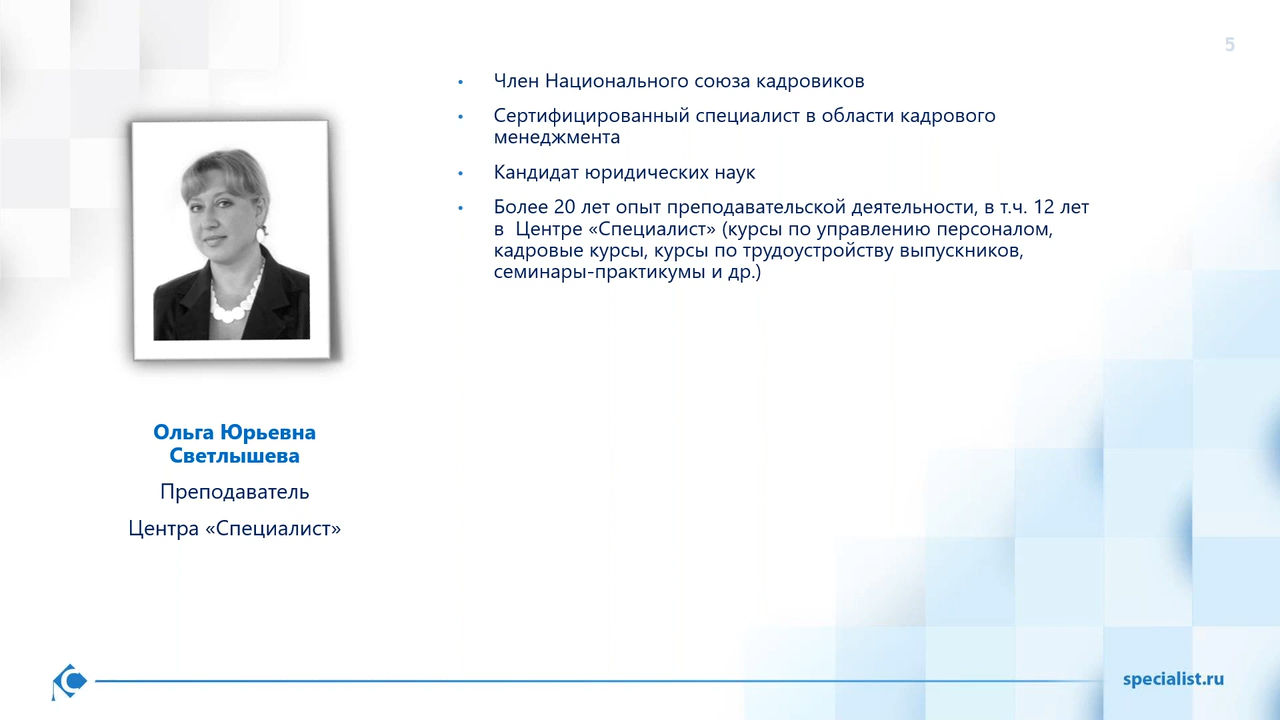 5
Член Национального союза кадровиков
Сертифицированный специалист в области кадрового
менеджмента
Кандидат юридических наук
Более 20 лет опыт преподавательской деятельности, в т.ч. 12 лет
в Центре «Специалист» (курсы по управлению персоналом,
кадровые курсы, курсы по трудоустройству выпускников,
семинары-практикумы и др.)
Ольга Юрьевна
Светлышева
Преподаватель
Центра «Специалист»
specialist.ru